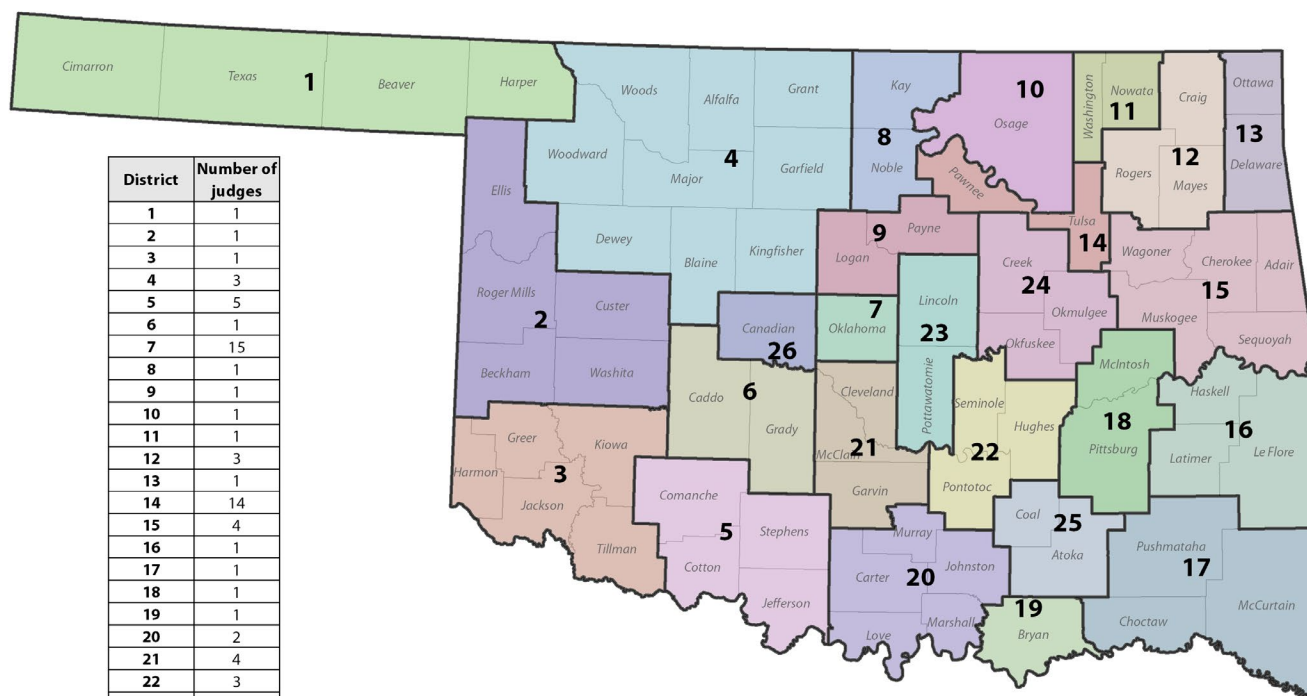 Cimarron
Texas
1
Beaver
Harper
Woods
Alfalfa
Grant
Woodward
Major
4
Garfield
Dewey
Blaine
Kingfisher
Kay
8
Noble
10
Osage
Pawnee
Washington
Nowata
11
Craig
Rogers
12
Mayes
Ottawa
13
Delaware
Ellis
Roger Mills
Custer
2
Beckham
Washita
9
Payne
Logan
Tulsa
14
Wagoner
Cherokee
Adair
15
Muskogee
Sequoyah
Creek
24
Okmulgee
Okfuskee
Lincoln
23
Pottawatomie
7
Oklahoma
Canadian
26
Caddo
6
Grady
Cleveland
McClain
21
Garvin
Seminole
Hughes
22
Pontotoc
McIntosh
18
Pittsburg
Haskell
16
Latimer
Le Flore
Greer
Kiowa
Harmon
3
Jackson
Tillman
Comanche
5
Stephens
Cotton
Jefferson
Murray
Carter
20
Johnston
Love
Marshall
Coal
25
Atoka
19
Bryan
Pushmataha
17
Choctaw
McCurtain
District Number of judges
1 1
2 1
3 1
4 3
5 5
6 1
7 15
8 1
9 1
10 1
11 1
12 3
13 1
14 14
15 4
16 1
17 1
18 1
19 1
20 2
21 4
22 3